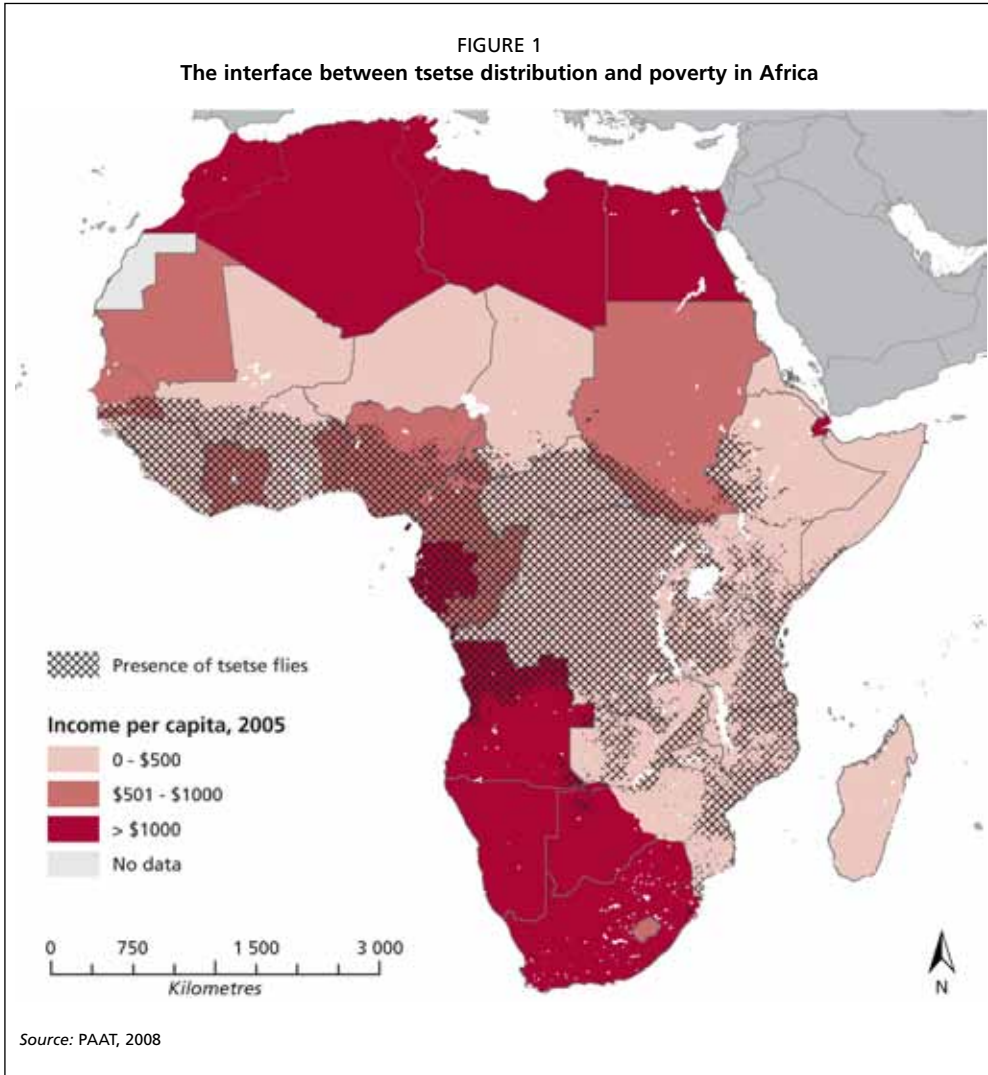 FIGURE 1
The interface between tsetse distribution and poverty in Africa
Presence of tsetse flies
Income per capita, 2005
0 - $500
$501 - $1000
> $1000
No data
0 750 1 500 3 000
Kilometres
N
Source: PAAT, 2008